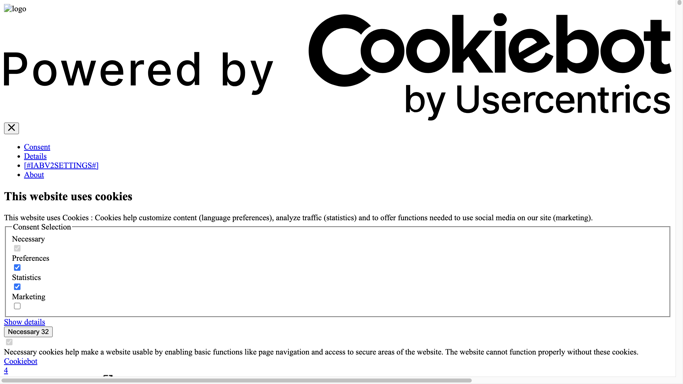 logo
Powered by Cookiebot
by Usercentrics
Consent
Details
[#IABV2SETTINGS#]
About
This website uses cookies
This website uses Cookies : Cookies help customize content (language preferences), analyze traffic (statistics) and to offer functions needed to use social media on our site (marketing).
Consent Selection
Necessary
Preferences
Statistics
Marketing
Show details
Necessary 32
Necessary cookies help make a website usable by enabling basic functions like page navigation and access to secure areas of the website. The website cannot function properly without these cookies.
Cookiebot
4